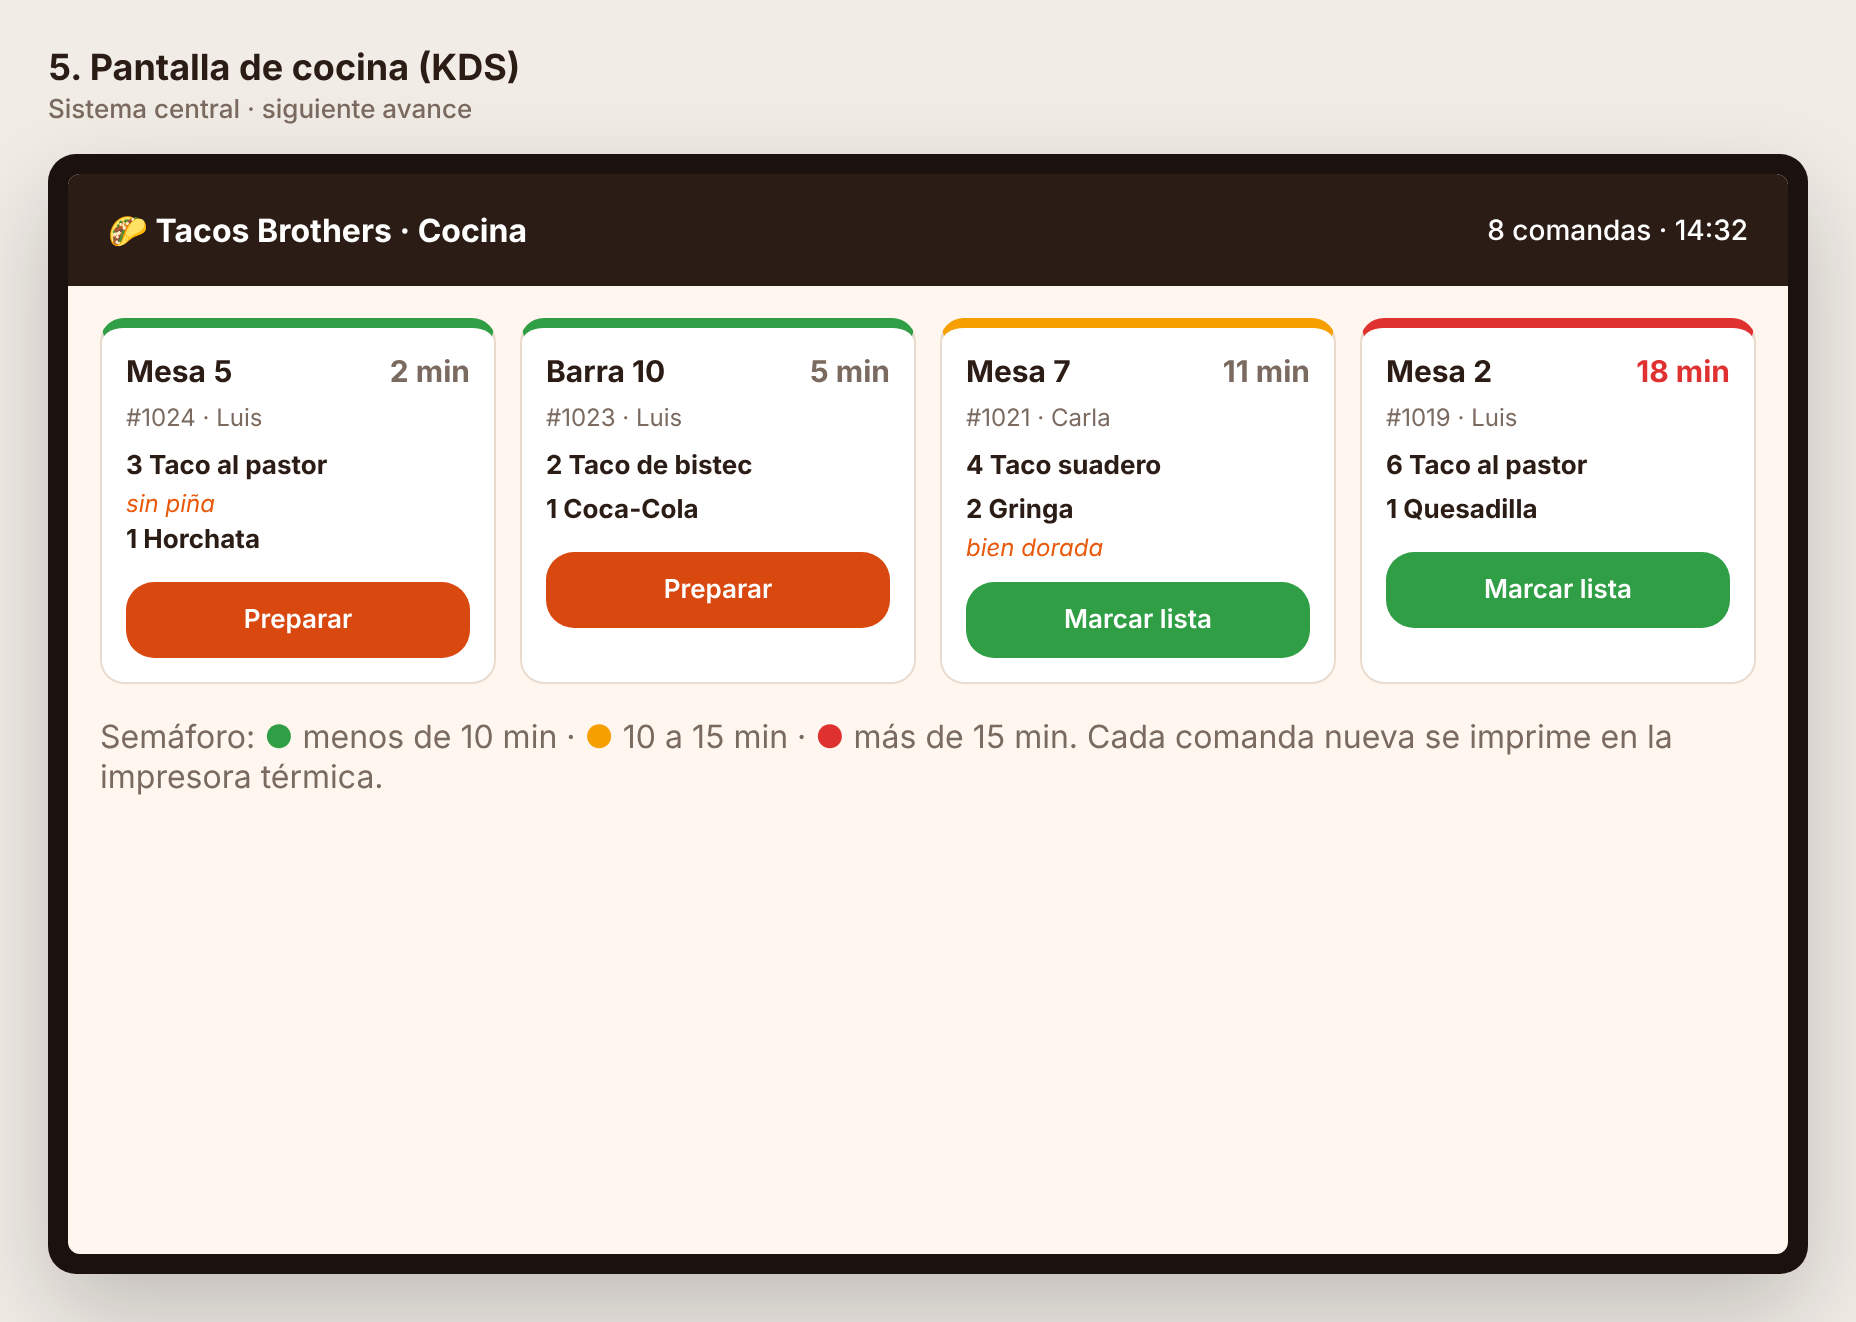 5. Pantalla de cocina (KDS)
Sistema central · siguiente avance
🌮 Tacos Brothers · Cocina
8 comandas · 14:32
Mesa 5
2 min
#1024 · Luis
3 Taco al pastor
sin piña
1 Horchata
Preparar
Barra 10
5 min
#1023 · Luis
2 Taco de bistec
1 Coca-Cola
Preparar
Mesa 7
11 min
#1021 · Carla
4 Taco suadero
2 Gringa
bien dorada
Marcar lista
Mesa 2
18 min
#1019 · Luis
6 Taco al pastor
1 Quesadilla
Marcar lista
Semáforo: menos de 10 min · 10 a 15 min · más de 15 min. Cada comanda nueva se imprime en la
impresora térmica.